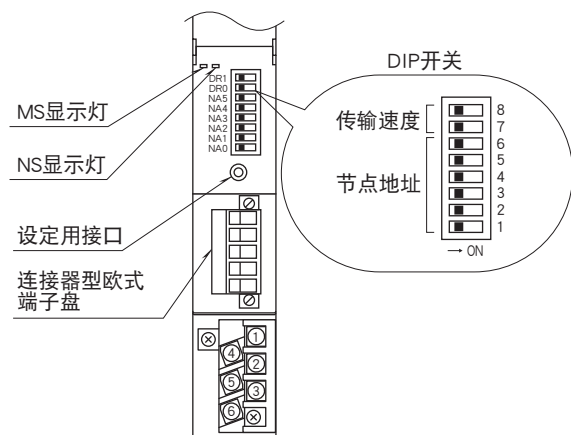 DIP开关
DR1
DR0
NA5
NA4
NA3
NA2
NA1
NA0
MS显示灯
NS显示灯
设定用接口
连接器型欧式
端子盘
传输速度
节点地址
8
7
6
5
4
3
2
1
→ ON
1
4
2
5
3
6